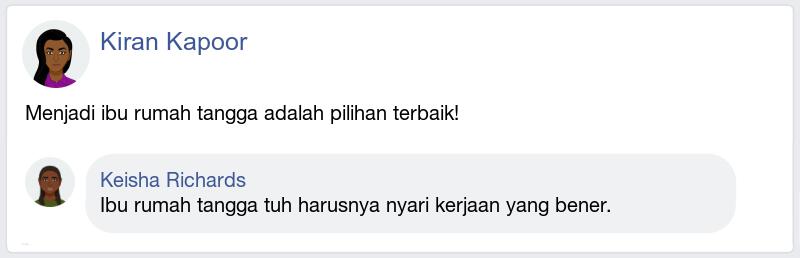 Kiran Kapoor
Menjadi ibu rumah tangga adalah pilihan terbaik!
Keisha Richards
Ibu rumah tangga tuh harusnya nyari kerjaan yang bener.